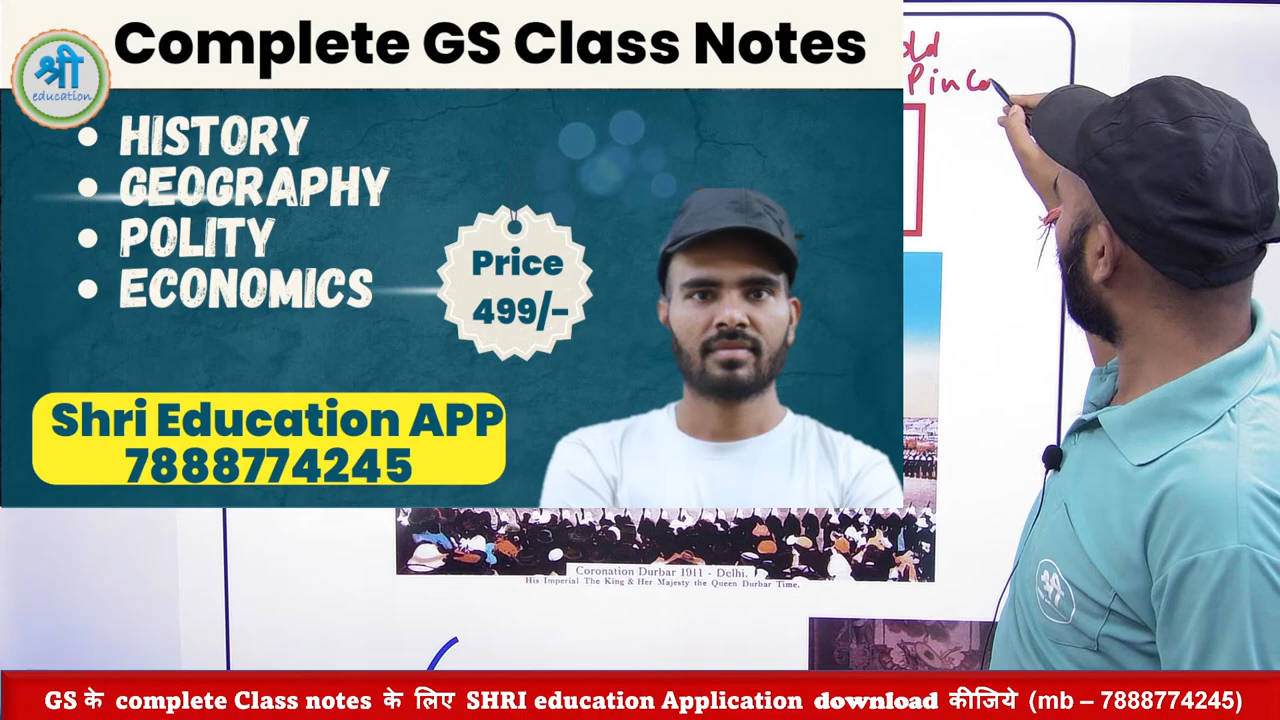 Complete GS Class Notes
श्री
education
• HISTORY
• GEOGRAPHY
• POLITY
• ECONOMICS
Price
499/-
Shri Education APP
7888774245
old
Pinco
Coronation Durbar 1911 - Delhi.
His Imperial The King & Her Majesty the Queen Durbar Time.
श्री
GS के complete Class notes के लिए SHRI education Application download कीजिये (mb – 7888774245)